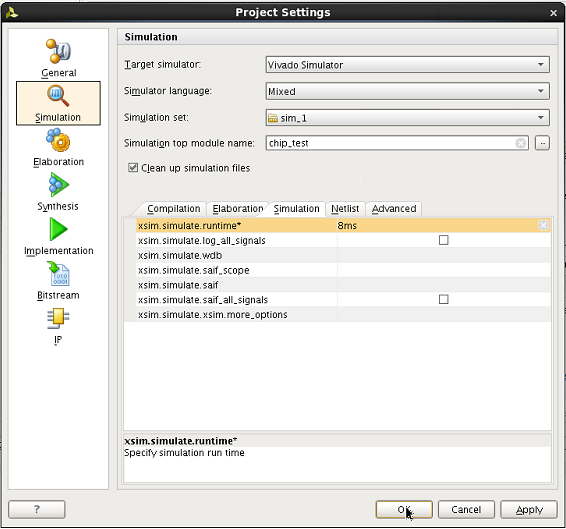 Project Settings
General
Simulation
Elaboration
Synthesis
Implementation
Bitstream
IP
Simulation
Target simulator: Vivado Simulator
Simulator language: Mixed
Simulation set: sim_1
Simulation top module name: chip_test ...
Clean up simulation files
Compilation Elaboration Simulation Netlist Advanced
xsim.simulate.runtime* 8ms
xsim.simulate.log_all_signals
xsim.simulate.wdb
xsim.simulate.saif_scope
xsim.simulate.saif
xsim.simulate.saif_all_signals
xsim.simulate.xsim.more_options
xsim.simulate.runtime*
Specify simulation run time
? OK Cancel Apply